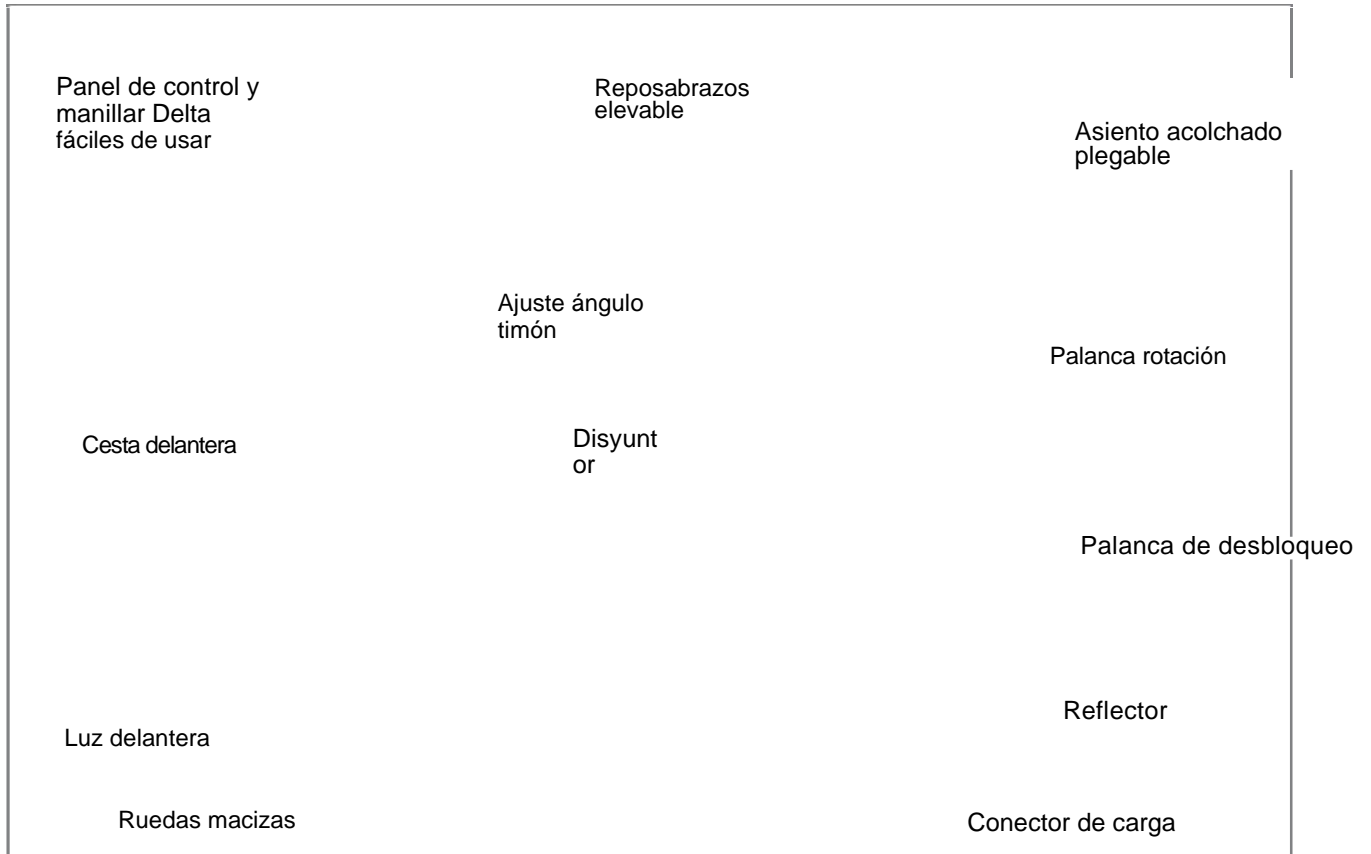 Panel de control y
manillar Delta
fáciles de usar
Reposabrazos
elevable
Asiento acolchado
plegable
Ajuste ángulo
timón
Palanca rotación
Cesta delantera
Disyunt
or
Palanca de desbloqueo
Reflector
Luz delantera
Ruedas macizas
Conector de carga